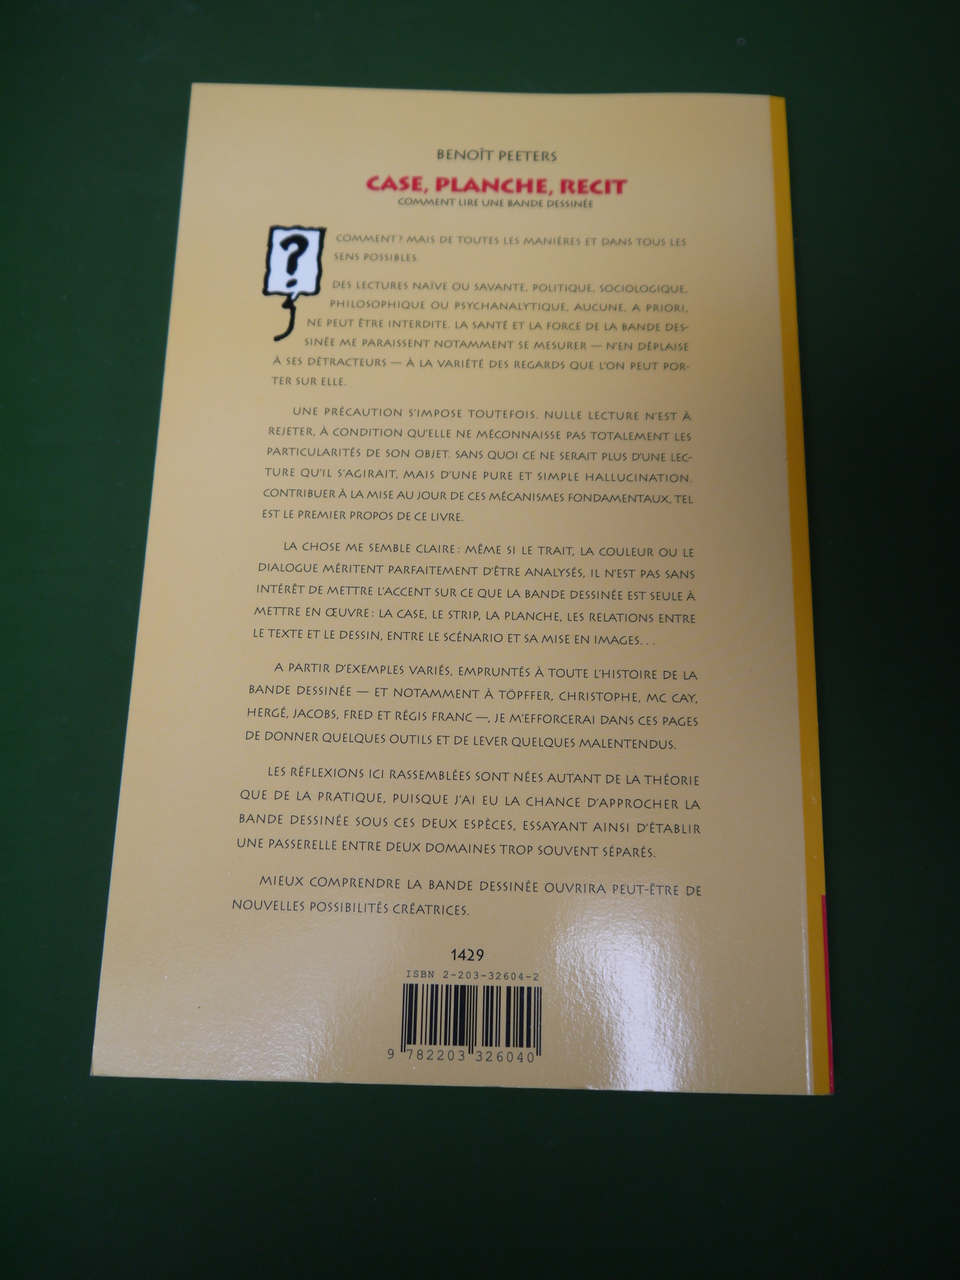 BENOÎT PEETERS
CASE, PLANCHE, RECIT
COMMENT LIRE UNE BANDE DESSINÉE
?
COMMENT ? MAIS DE TOUTES LES MANIÈRES ET DANS TOUS LES
SENS POSSIBLES.
DES LECTURES NAÏVE OU SAVANTE, POLITIQUE, SOCIOLOGIQUE,
PHILOSOPHIQUE OU PSYCHANALYTIQUE, AUCUNE, A PRIORI,
NE PEUT ÊTRE INTERDITE. LA SANTÉ ET LA FORCE DE LA BANDE DES-
SINÉE ME PARAISSENT NOTAMMENT SE MESURER — N'EN DÉPLAISE
À SES DÉTRACTEURS — À LA VARIÉTÉ DES REGARDS QUE L'ON PEUT POR-
TER SUR ELLE.
UNE PRÉCAUTION S'IMPOSE TOUTEFOIS. NULLE LECTURE N'EST À
REJETER, À CONDITION QU'ELLE NE MÉCONNAISSE PAS TOTALEMENT LES
PARTICULARITÉS DE SON OBJET. SANS QUOI CE NE SERAIT PLUS D'UNE LEC-
TURE QU'IL S'AGIRAIT, MAIS D'UNE PURE ET SIMPLE HALLUCINATION.
CONTRIBUER À LA MISE AU JOUR DE CES MÉCANISMES FONDAMENTAUX, TEL
EST LE PREMIER PROPOS DE CE LIVRE.
LA CHOSE ME SEMBLE CLAIRE : MÊME SI LE TRAIT, LA COULEUR OU LE
DIALOGUE MÉRITENT PARFAITEMENT D'ÊTRE ANALYSÉS, IL N'EST PAS SANS
INTÉRÊT DE METTRE L'ACCENT SUR CE QUE LA BANDE DESSINÉE EST SEULE À
METTRE EN ŒUVRE : LA CASE, LE STRIP, LA PLANCHE, LES RELATIONS ENTRE
LE TEXTE ET LE DESSIN, ENTRE LE SCÉNARIO ET SA MISE EN IMAGES...
A PARTIR D'EXEMPLES VARIÉS, EMPRUNTÉS À TOUTE L'HISTOIRE DE LA
BANDE DESSINÉE — ET NOTAMMENT À TÖPFFER, CHRISTOPHE, MC CAY,
HERGÉ, JACOBS, FRED ET RÉGIS FRANC —, JE M'EFFORCERAI DANS CES PAGES
DE DONNER QUELQUES OUTILS ET DE LEVER QUELQUES MALENTENDUS.
LES RÉFLEXIONS ICI RASSEMBLÉES SONT NÉES AUTANT DE LA THÉORIE
QUE DE LA PRATIQUE, PUISQUE J'AI EU LA CHANCE D'APPROCHER LA
BANDE DESSINÉE SOUS CES DEUX ESPÈCES, ESSAYANT AINSI D'ÉTABLIR
UNE PASSERELLE ENTRE DEUX DOMAINES TROP SOUVENT SÉPARÉS.
MIEUX COMPRENDRE LA BANDE DESSINÉE OUVRIRA PEUT-ÊTRE DE
NOUVELLES POSSIBILITÉS CRÉATRICES.
1429
ISBN 2-203-32604-2
9 782203 326040